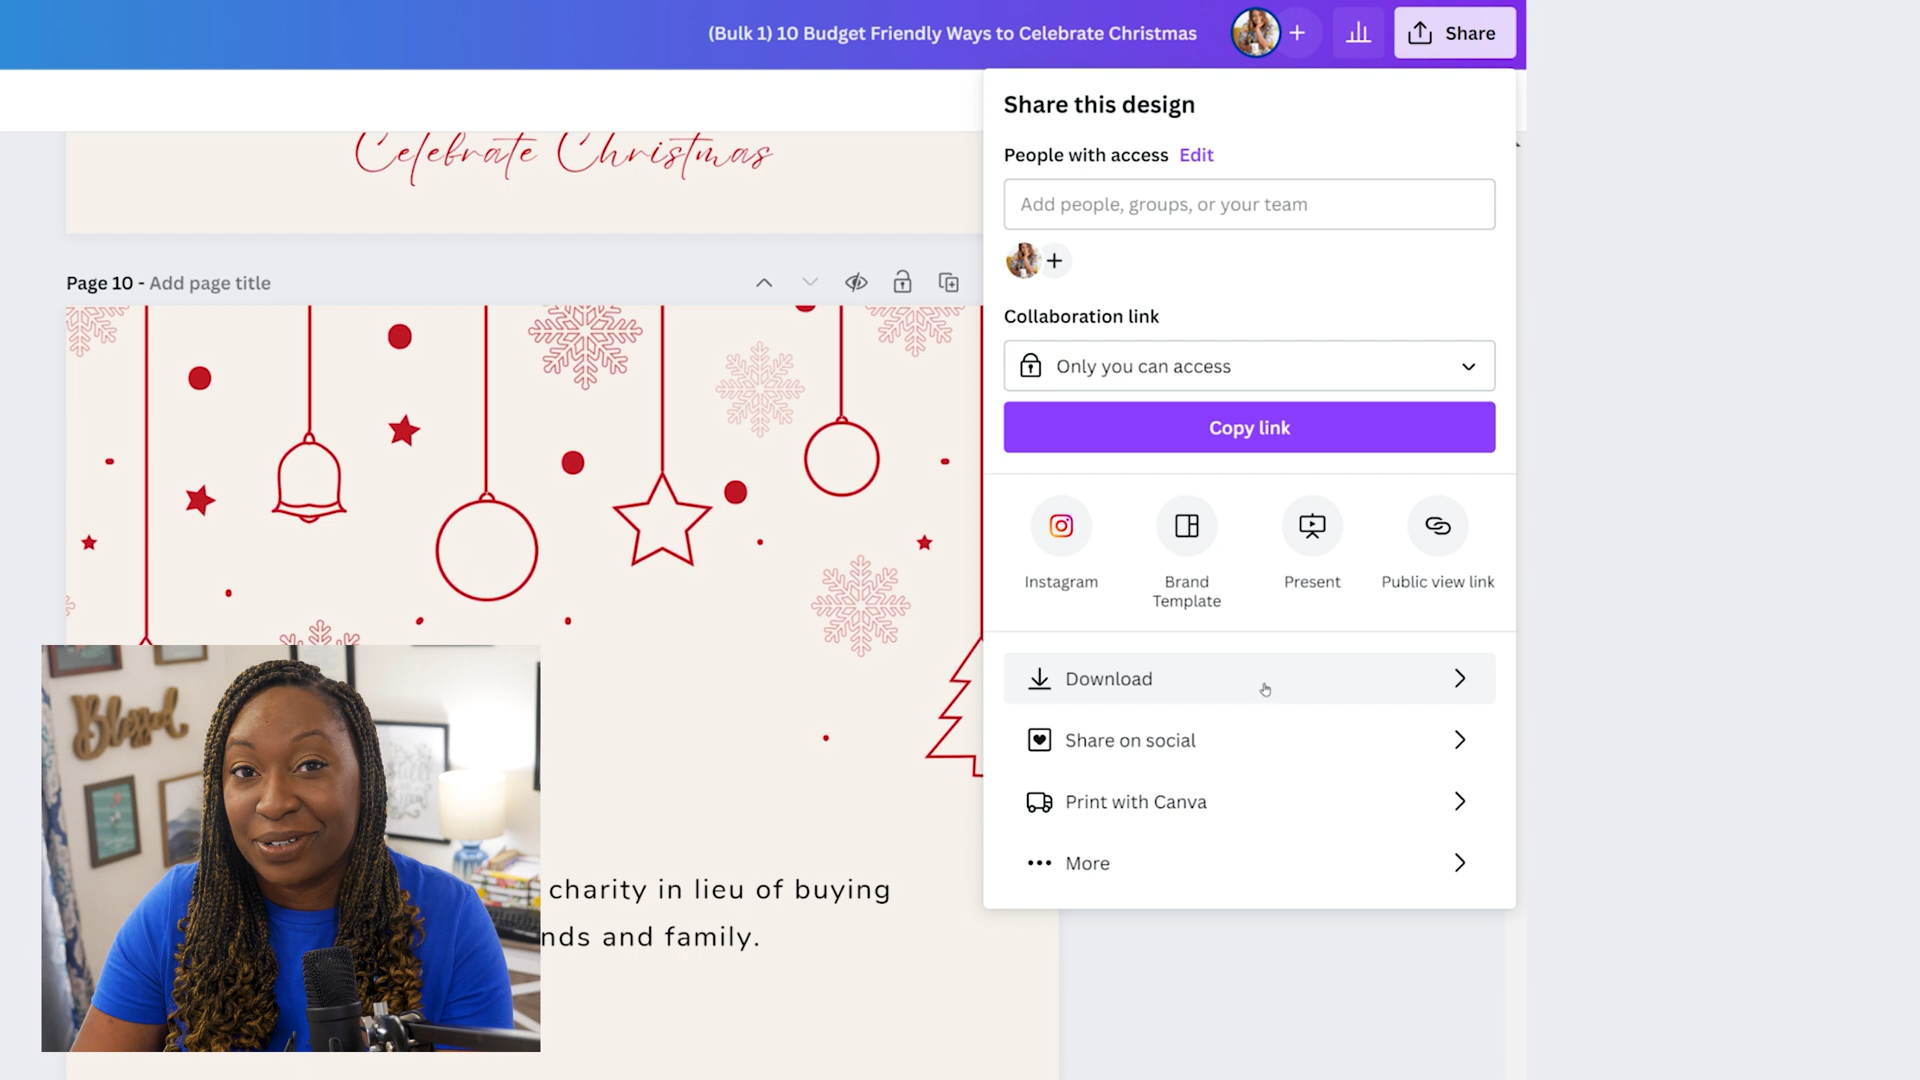 (Bulk 1) 10 Budget Friendly Ways to Celebrate Christmas
Share
Share this design
People with access Edit
Add people, groups, or your team
Collaboration link
Only you can access
Copy link
Instagram
Brand
Template
Present
Public view link
Download
Share on social
Print with Canva
More
Celebrate Christmas
Page 10 - Add page title
Blessed
charity in lieu of buying
nds and family.